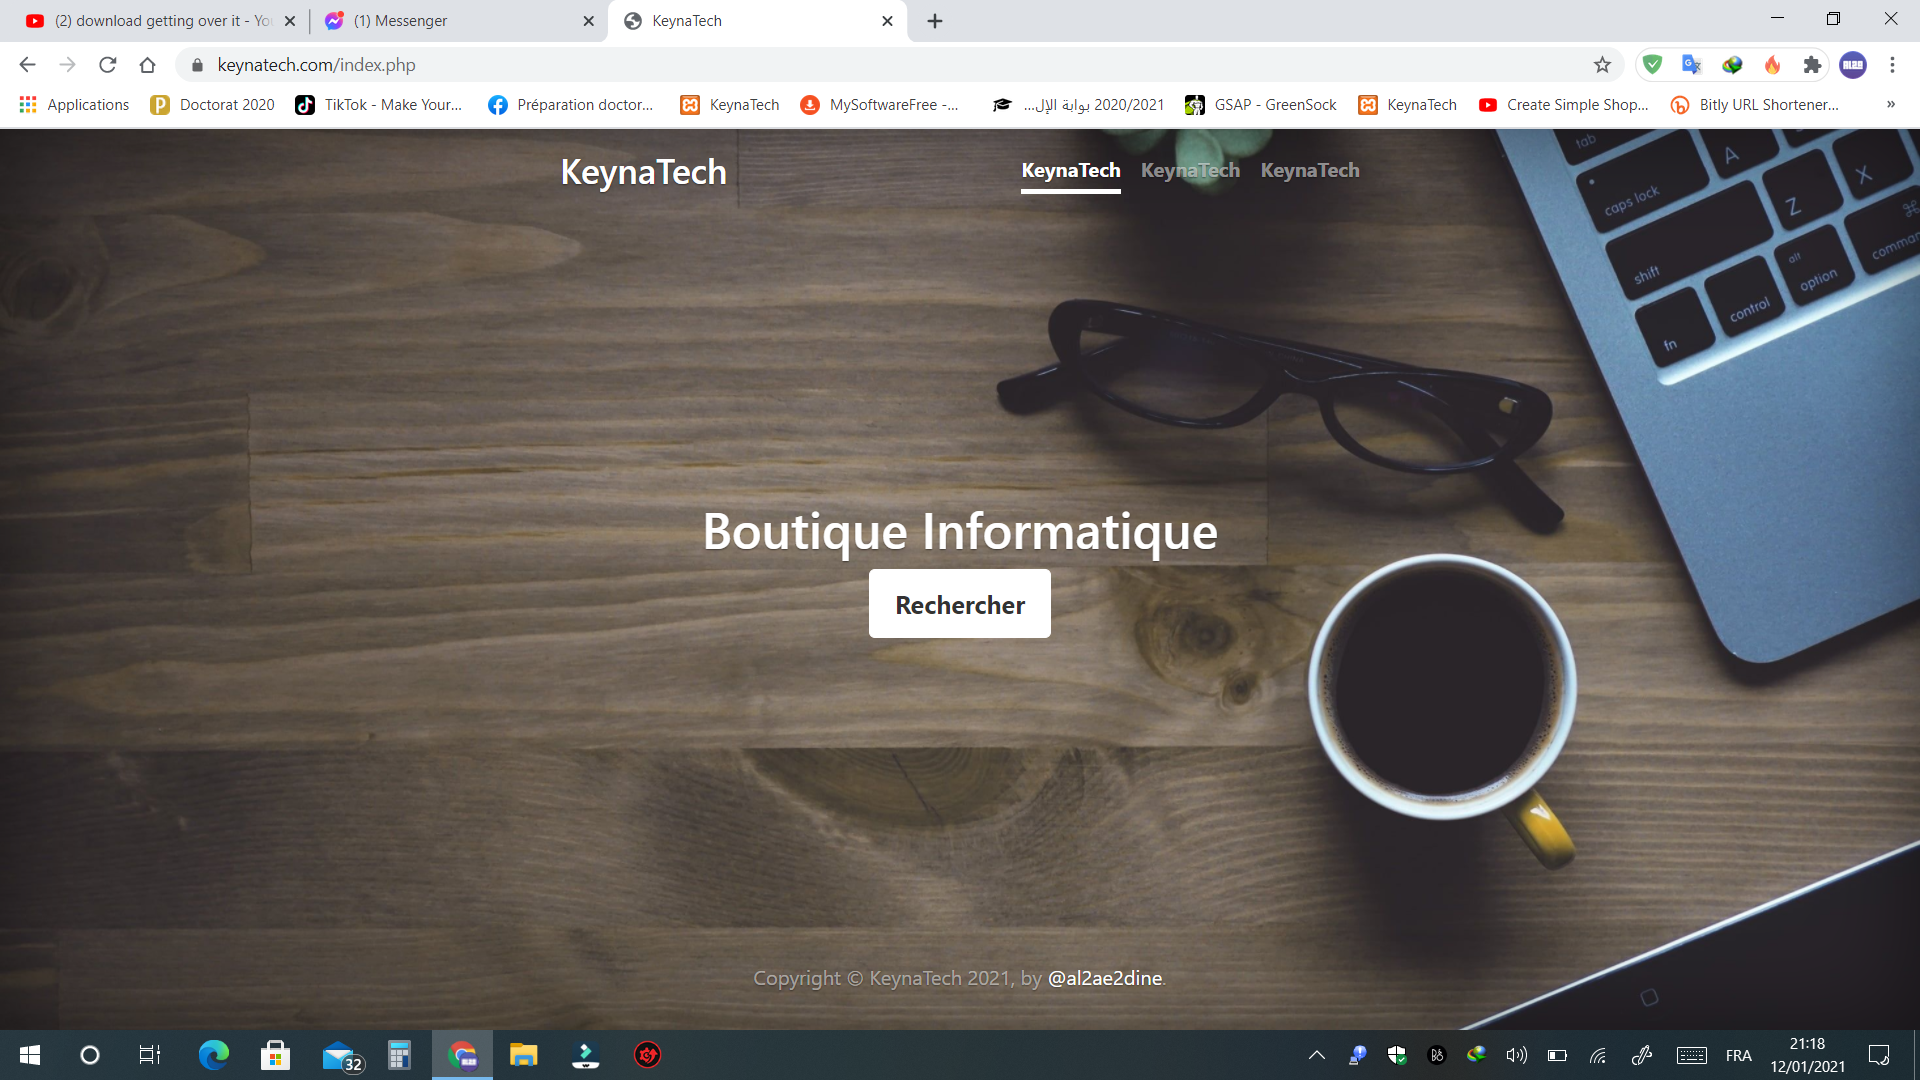 (2) download getting over it - You
(1) Messenger
KeynaTech
keynatech.com/index.php
Applications
Doctorat 2020
TikTok - Make Your...
Préparation doctor...
KeynaTech
MySoftwareFree -...
2020/2021 بوابة الإل...
GSAP - GreenSock
KeynaTech
Create Simple Shop...
Bitly URL Shortener...
»
KeynaTech
KeynaTech KeynaTech KeynaTech
tab
A
caps lock
X
Z
shift
alt
option
control
fn
Boutique Informatique
Rechercher
Copyright © KeynaTech 2021, by @al2ae2dine.
32
FRA
21:18
12/01/2021